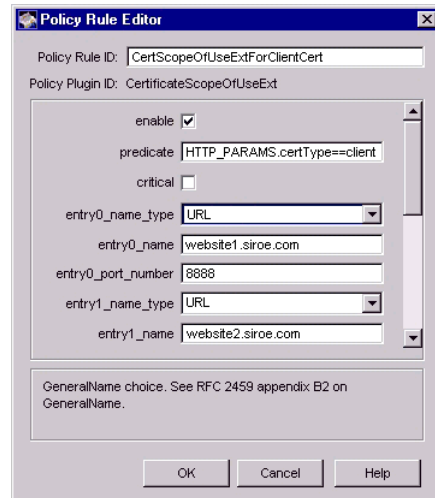 Policy Rule Editor
Policy Rule ID: CertScopeOfUseExtForClientCert
Policy Plugin ID: CertificateScopeOfUseExt
enable
predicate HTTP_PARAMS.certType==client
critical
entry0_name_type URL
entry0_name website1.siroe.com
entry0_port_number 8888
entry1_name_type URL
entry1_name website2.siroe.com
GeneralName choice. See RFC 2459 appendix B2 on
GeneralName.
OK Cancel Help